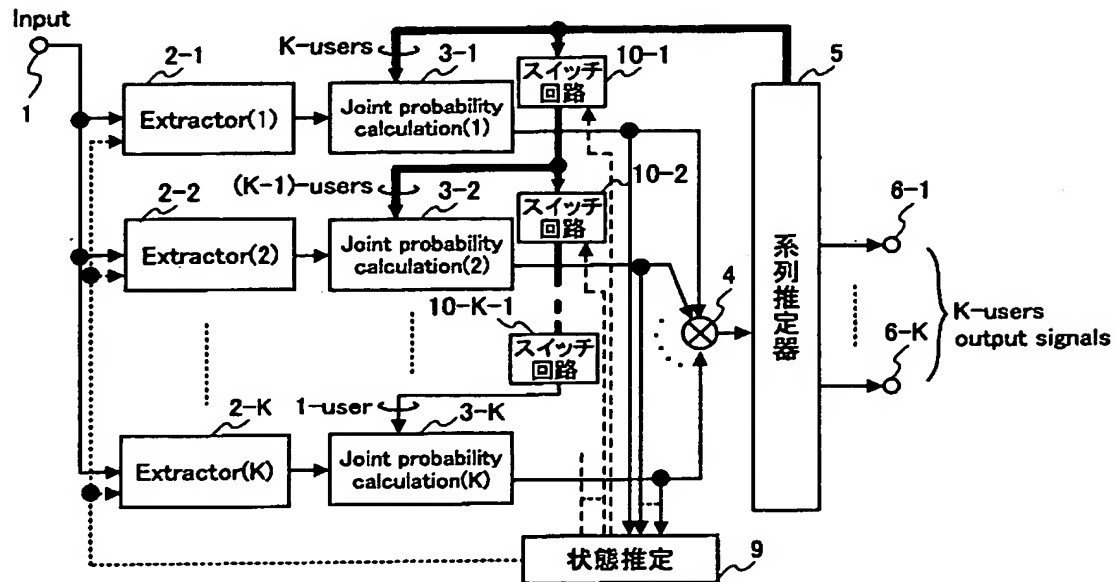 Input
1
2-1
Extractor(1)
K-users
3-1
Joint probability
calculation(1)
10-1
スイッチ
回路
5
系列推定器
2-2
Extractor(2)
(K-1)-users
3-2
Joint probability
calculation(2)
10-2
スイッチ
回路
10-K-1
スイッチ
回路
4
6-1
6-K
K-users
output signals
2-K
Extractor(K)
1-user
3-K
Joint probability
calculation(K)
状態推定
9